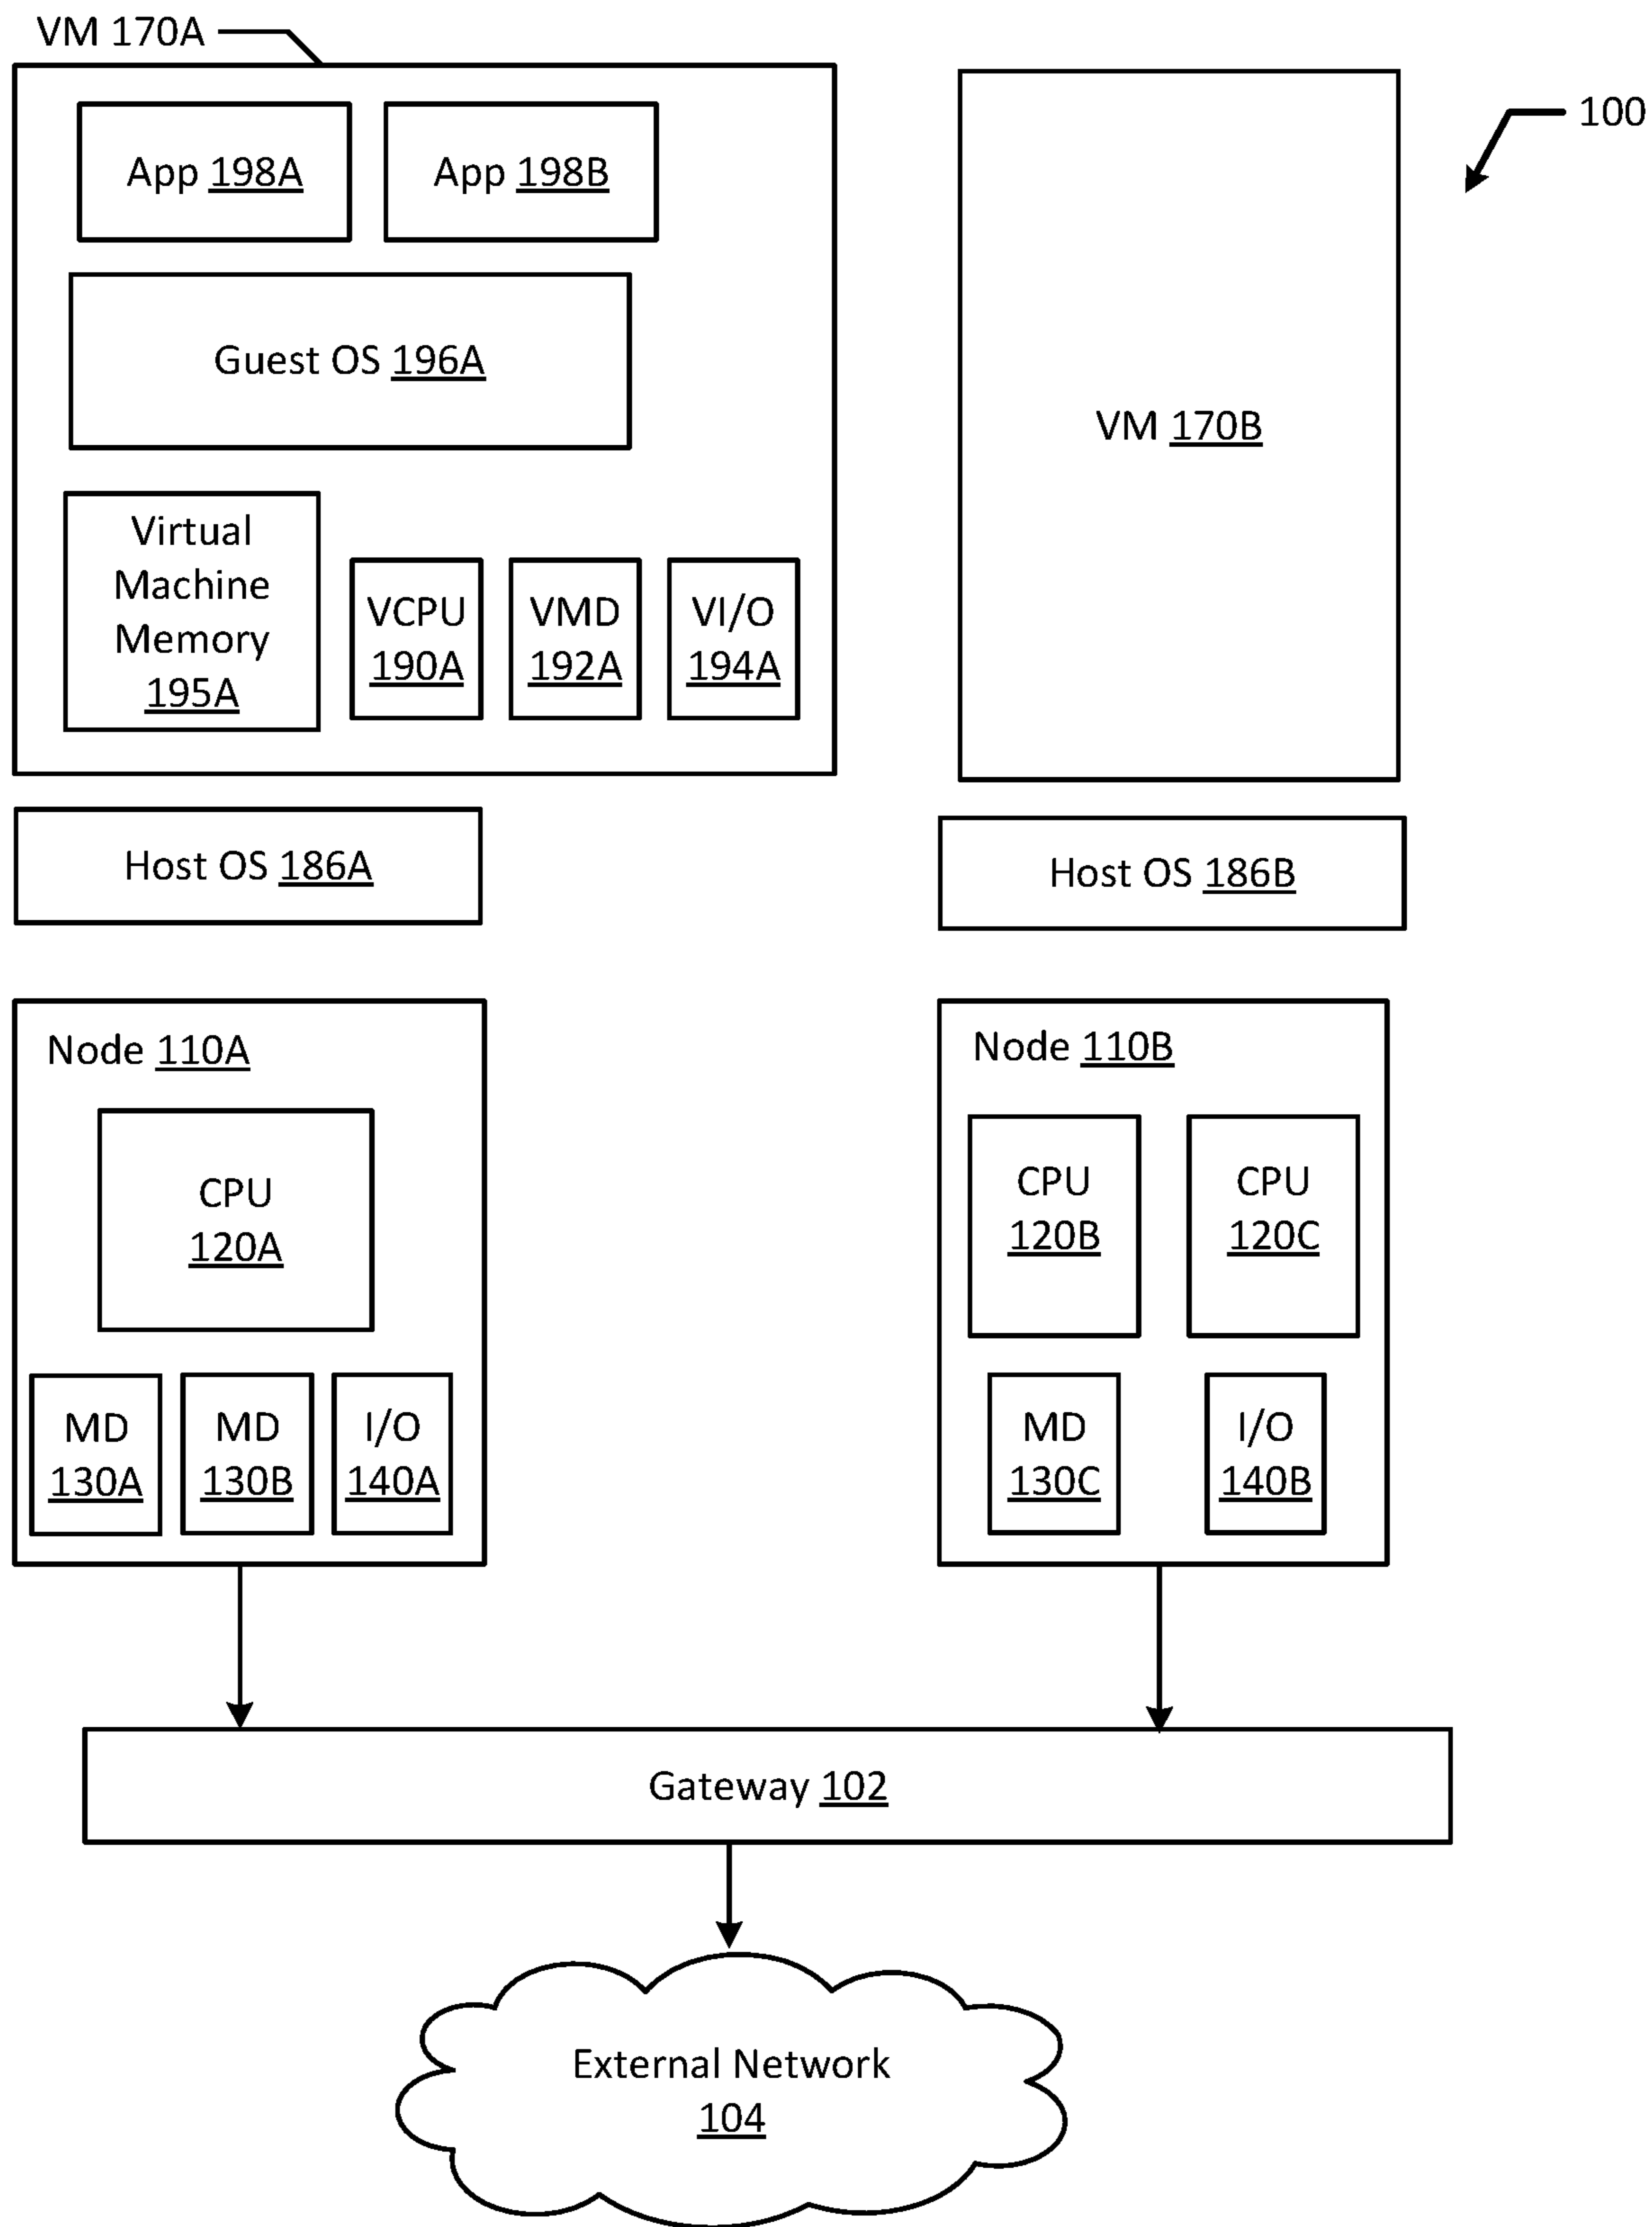 VM 170A
100
App 198A
App 198B
Guest OS 196A
VM 170B
Virtual
Machine
Memory
195A
VCPU
190A
VMD
192A
VI/O
194A
Host OS 186A
Host OS 186B
Node 110A
CPU
120A
MD
130A
MD
130B
I/O
140A
Node 110B
CPU
120B
CPU
120C
MD
130C
I/O
140B
Gateway 102
External Network
104